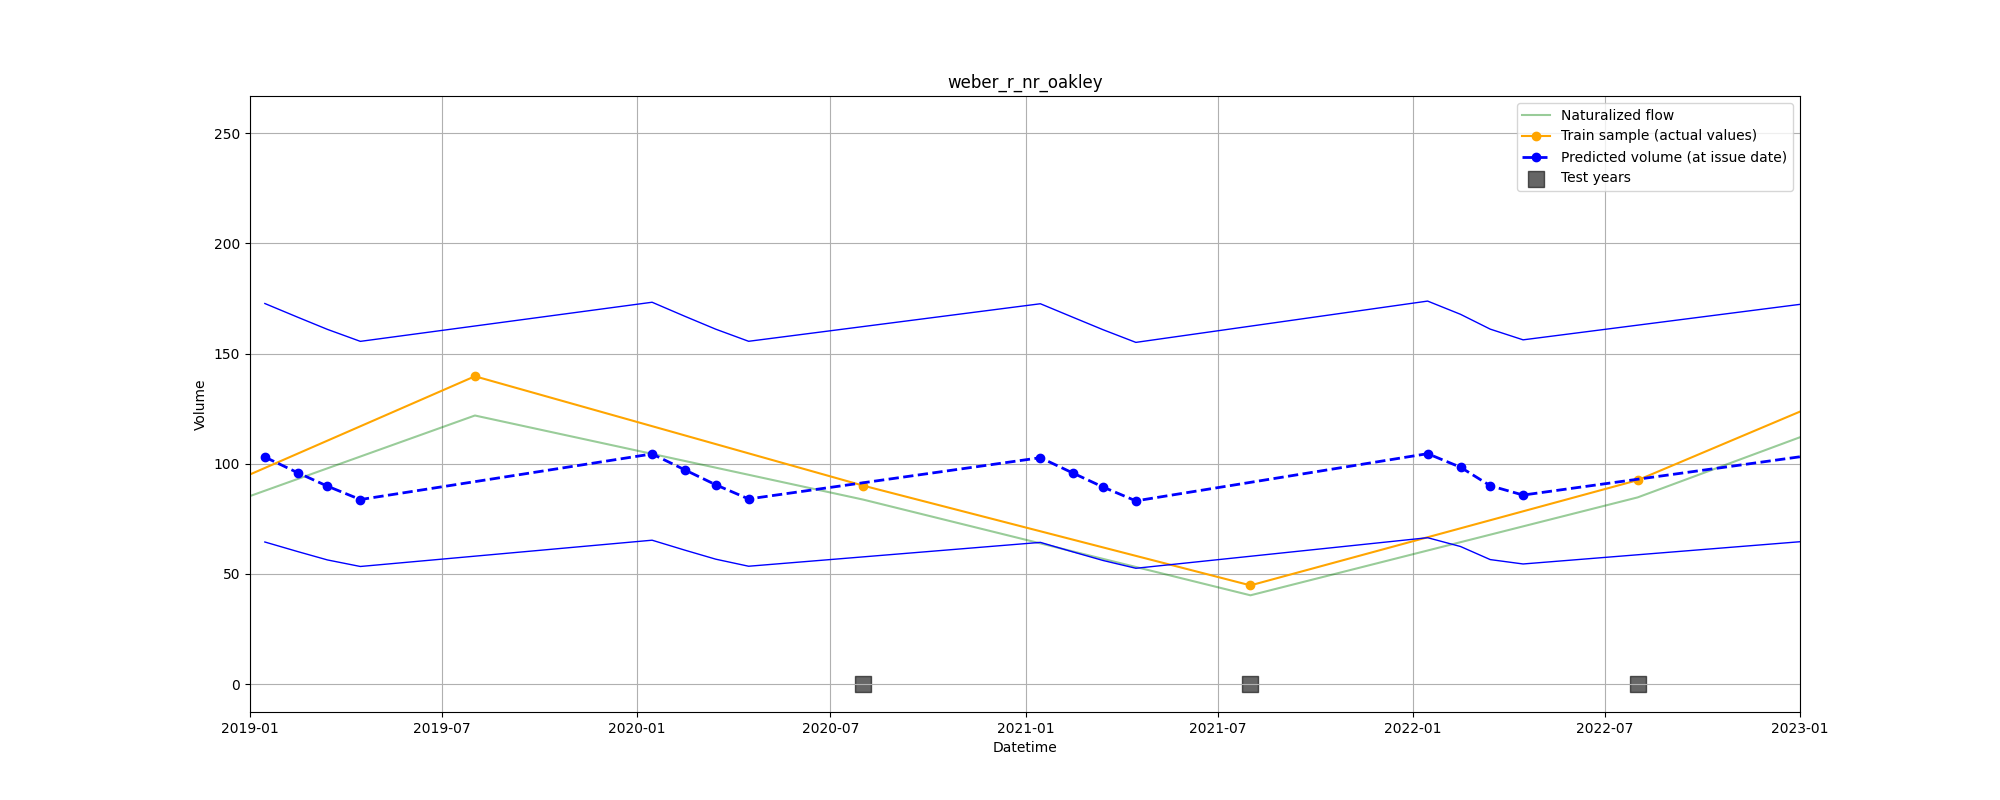 weber_r_nr_oakley
Naturalized flow
Train sample (actual values)
Predicted volume (at issue date)
Test years
250
200
150
100
50
0
Volume
2019-01 2019-07 2020-01 2020-07 2021-01 2021-07 2022-01 2022-07 2023-01
Datetime